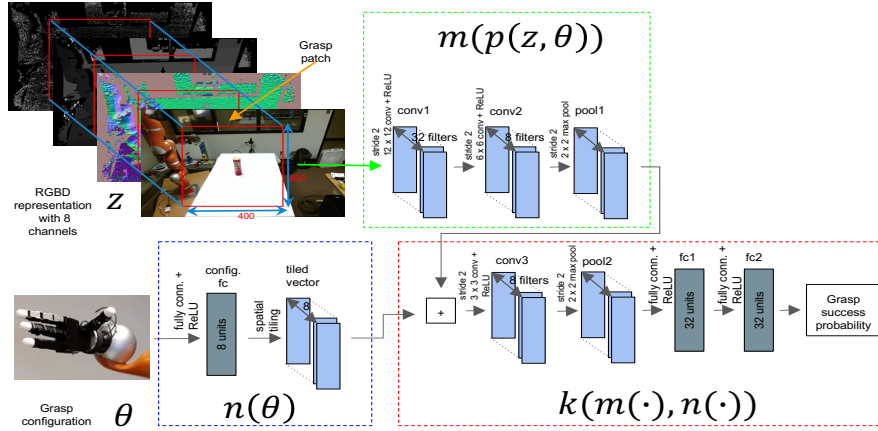 m(p(z, θ))
Grasp
patch
stride 2
12 x 12 conv + ReLU
conv1
32 filters
stride 2
6 x 6 conv + ReLU
conv2
8 filters
stride 2
2 x 2 max pool
pool1
400
400
RGBD
representation
with 8
channels
z
fully conn. +
ReLU
config.
fc
8 units
spatial
tiling
tiled
vector
8
n(θ)
Grasp
configuration
θ
+
stride 2
3 x 3 conv +
ReLU
conv3
8 filters
stride 2
2 x 2 max pool
pool2
fully conn. +
ReLU
fc1
32 units
fully conn. +
ReLU
fc2
32 units
Grasp
success
probability
k(m(·), n(·))